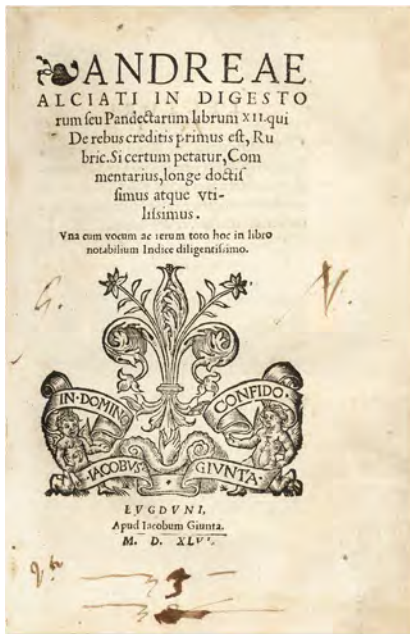 ANDREAE
ALCIATI IN DIGESTO
rum seu Pandectarum librum XII. qui
De rebus creditis primus est, Ru
bric. Si certum petatur, Com
mentarius, longe doctis
simus atque vti-
lissimus.
Vna cum vocum ac rerum toto hoc in libro
notabilium Indice diligentissimo.
G. N.
IN·DOMIN CONFIDO·
·IACOBVS· GIVNTA·
LVGDVNI,
Apud Iacobum Giunta.
M. D.